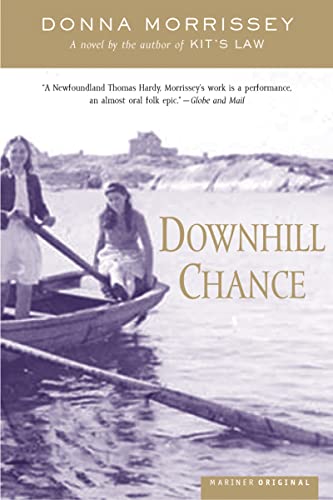 DONNA MORRISSEY
A novel by the author of KIT'S LAW
"A Newfoundland Thomas Hardy, Morrissey's work is a performance,
an almost oral folk epic."—Globe and Mail
DOWNHILL
CHANCE
MARINER ORIGINAL